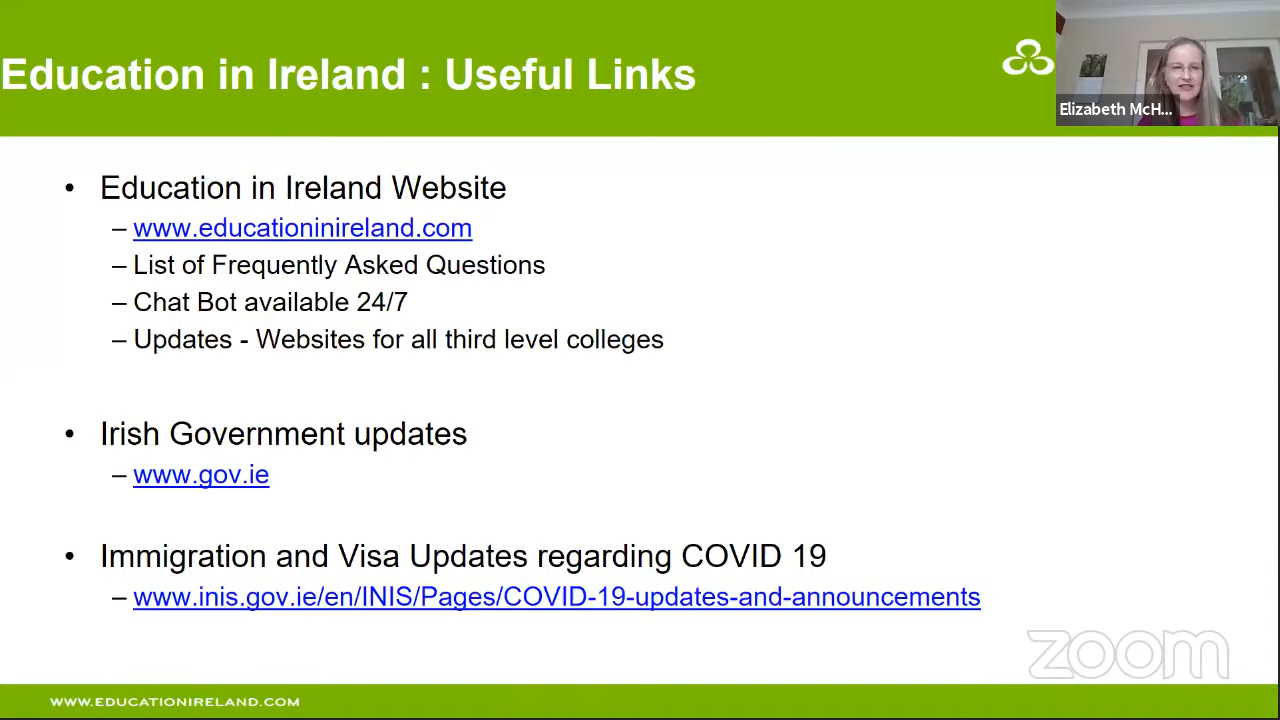 Education in Ireland : Useful Links
Elizabeth McH...
• Education in Ireland Website
– www.educationinireland.com
– List of Frequently Asked Questions
– Chat Bot available 24/7
– Updates - Websites for all third level colleges
• Irish Government updates
– www.gov.ie
• Immigration and Visa Updates regarding COVID 19
– www.inis.gov.ie/en/INIS/Pages/COVID-19-updates-and-announcements
zoom
WWW.EDUCATIONIRELAND.COM